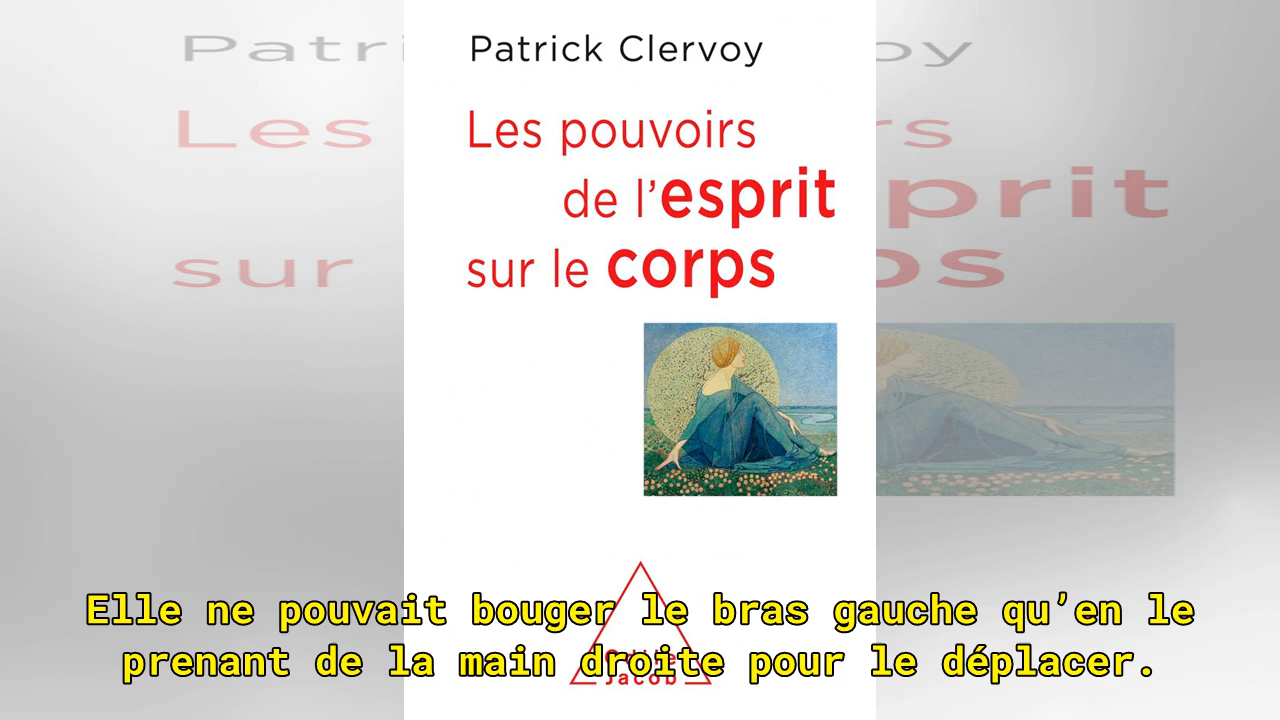 Patrick Clervoy
Les pouvoirs
de l’esprit
sur le corps
Elle ne pouvait bouger le bras gauche qu’en le
prenant de la main droite pour le déplacer.
Jacob